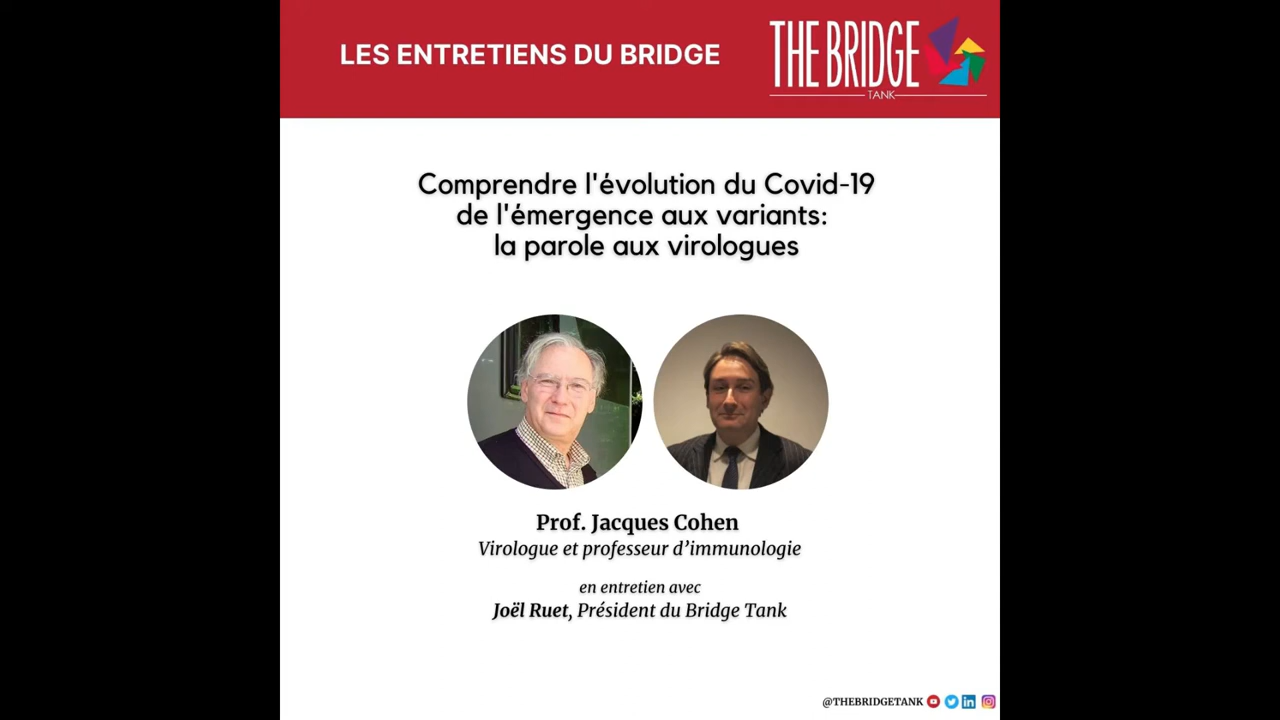 LES ENTRETIENS DU BRIDGE
THE BRIDGE
TANK
Comprendre l'évolution du Covid-19
de l'émergence aux variants:
la parole aux virologues
Prof. Jacques Cohen
Virologue et professeur d’immunologie
en entretien avec
Joël Ruet, Président du Bridge Tank
@THEBRIDGETANK